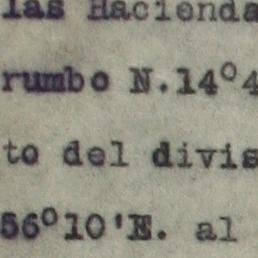 las Hacienda
rumbo N.14°4
to del divis
56°10'E. al